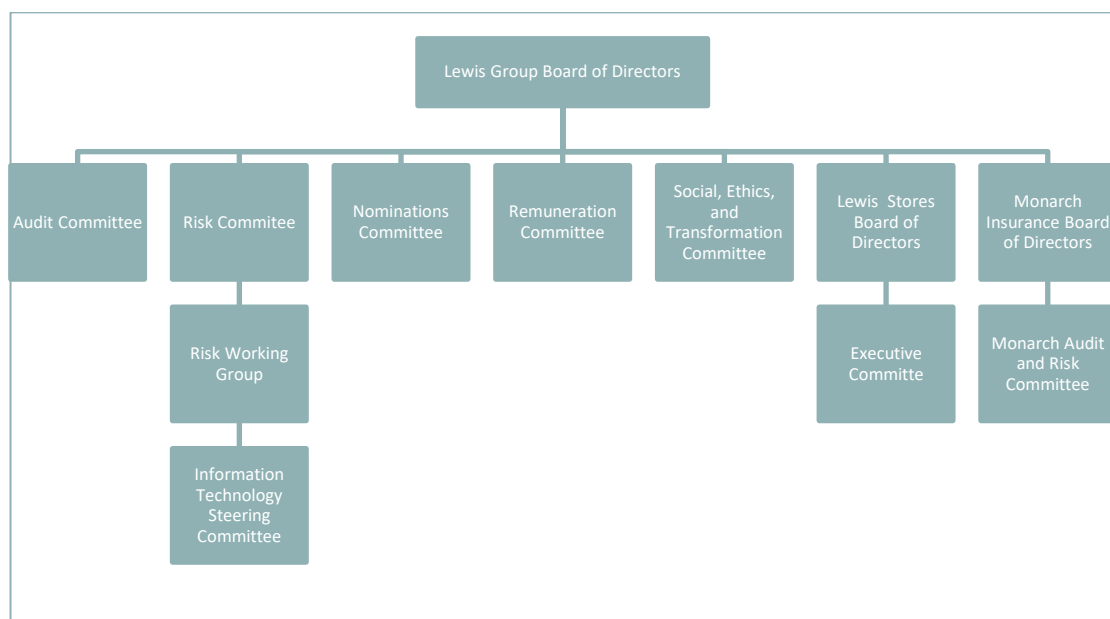 Lewis Group Board of Directors
Audit Committee
Risk Commitee
Nominations
Committee
Remuneration
Committee
Social, Ethics,
and
Transformation
Committee
Lewis Stores
Board of
Directors
Monarch
Insurance Board
of Directors
Risk Working
Group
Executive
Committe
Monarch Audit
and Risk
Committee
Information
Technology
Steering
Committee